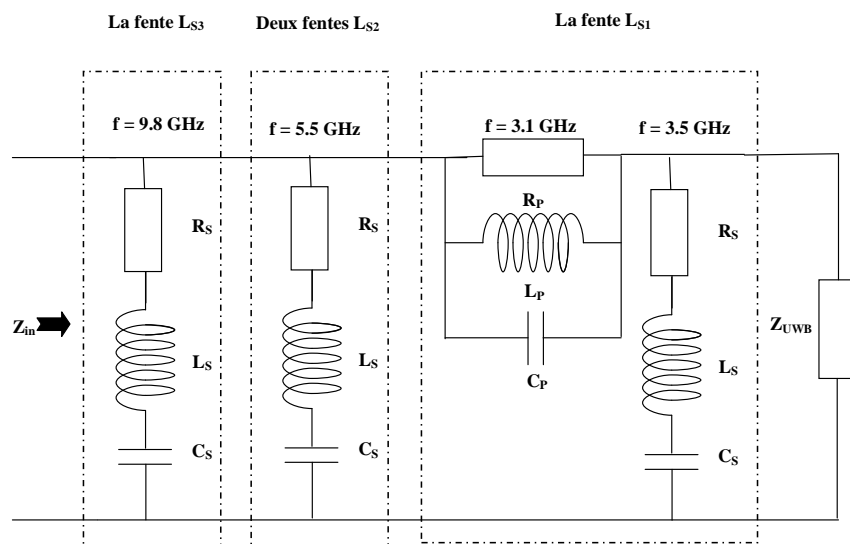 La fente LS3
Deux fentes LS2
La fente LS1
f = 9.8 GHz
f = 5.5 GHz
f = 3.1 GHz
f = 3.5 GHz
RS
RS
RP
RS
Zin
LP
ZUWB
LS
LS
LS
CP
CS
CS
CS